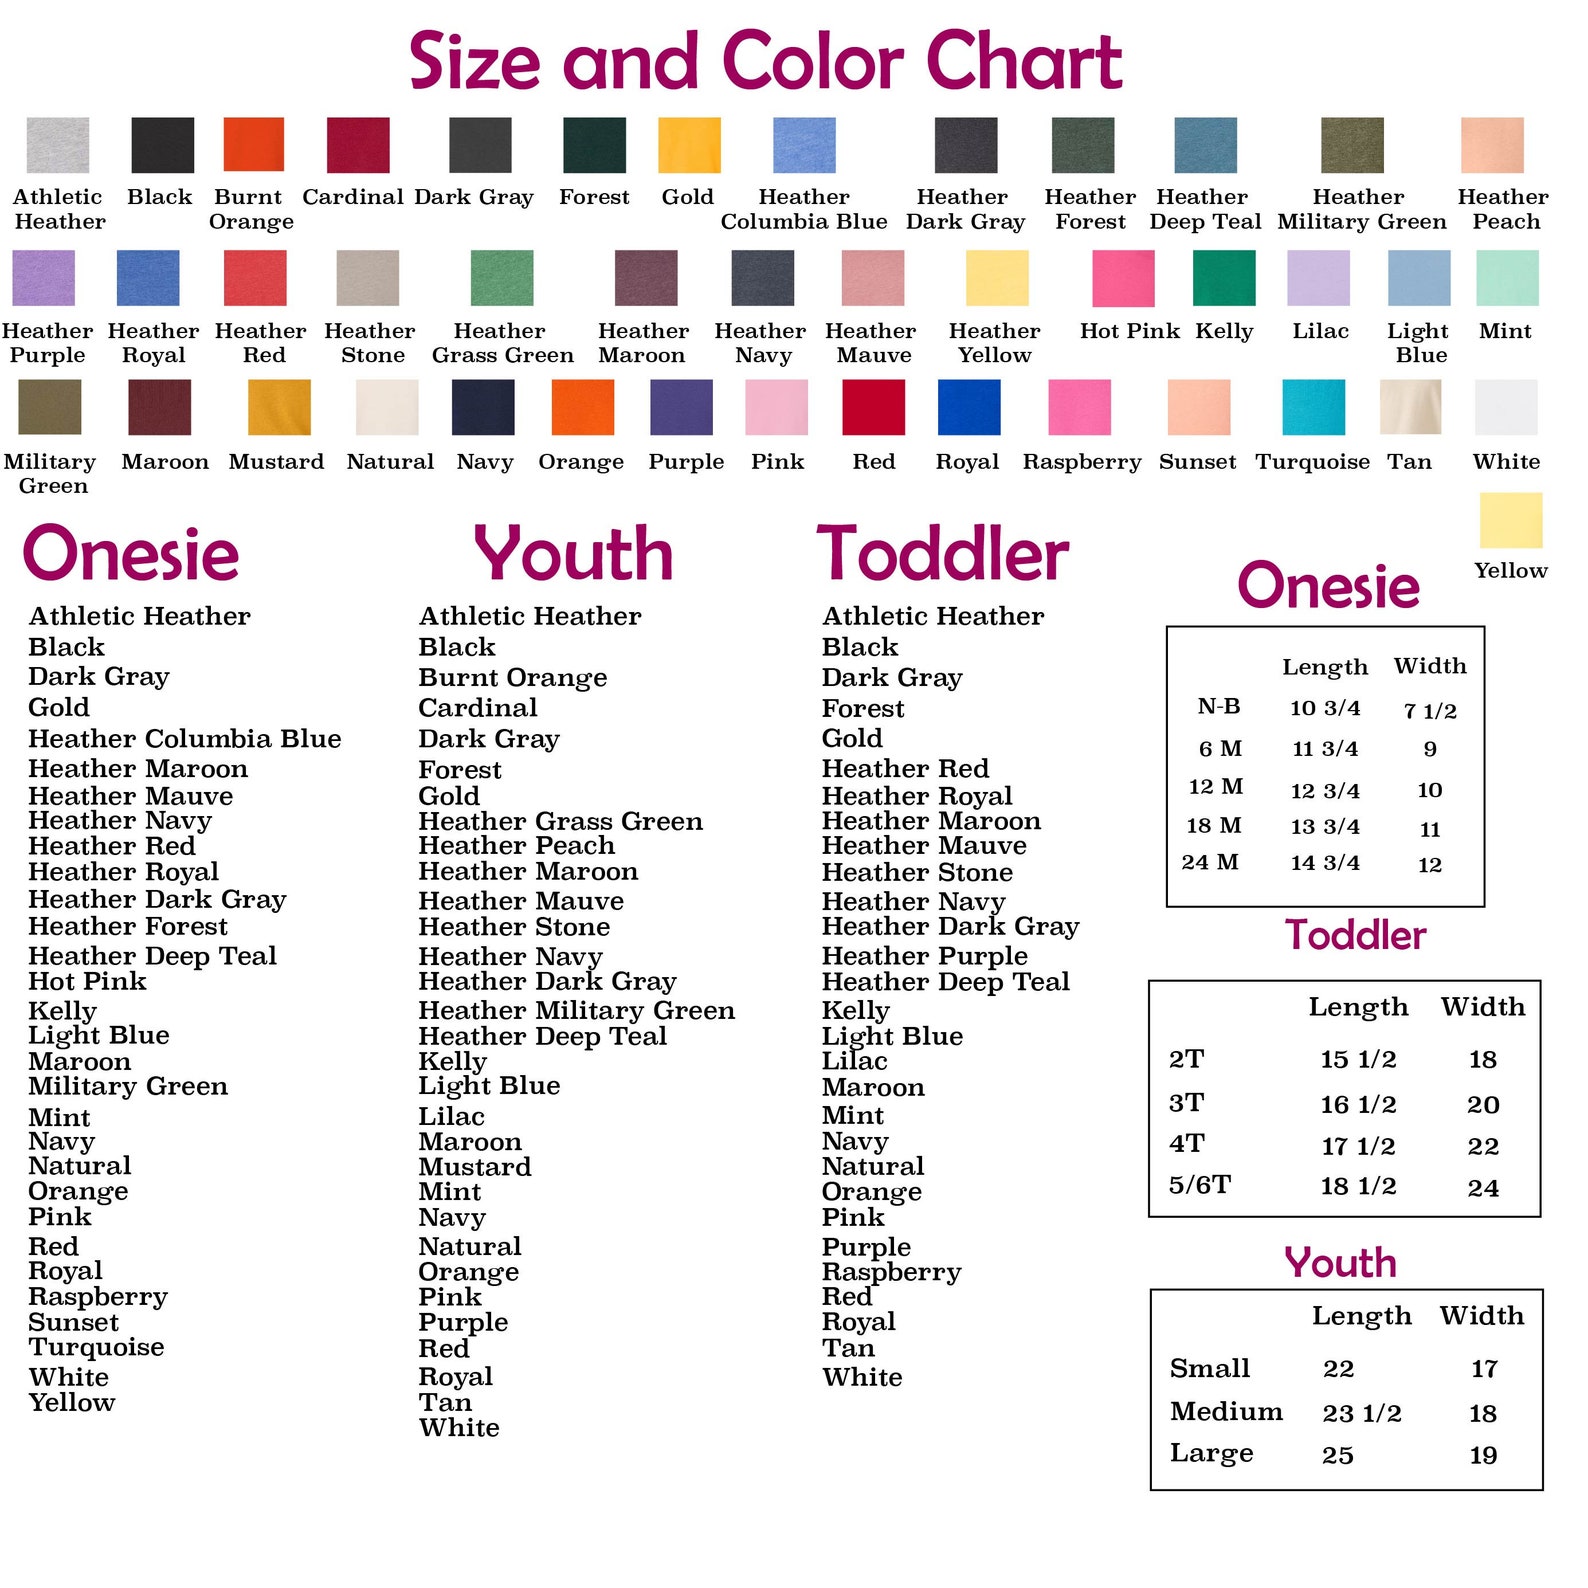 Size and Color Chart
Athletic Heather
Black
Burnt Orange
Cardinal
Dark Gray
Forest
Gold
Heather Columbia Blue
Heather Dark Gray
Heather Forest
Heather Deep Teal
Heather Military Green
Heather Peach
Heather Purple
Heather Royal
Heather Red
Heather Stone
Heather Grass Green
Heather Maroon
Heather Navy
Heather Mauve
Heather Yellow
Hot Pink
Kelly
Lilac
Light Blue
Mint
Military Green
Maroon
Mustard
Natural
Navy
Orange
Purple
Pink
Red
Royal
Raspberry
Sunset
Turquoise
Tan
White
Yellow
Onesie
Athletic Heather
Black
Dark Gray
Gold
Heather Columbia Blue
Heather Maroon
Heather Mauve
Heather Navy
Heather Red
Heather Royal
Heather Dark Gray
Heather Forest
Heather Deep Teal
Hot Pink
Kelly
Light Blue
Maroon
Military Green
Mint
Navy
Natural
Orange
Pink
Red
Royal
Raspberry
Sunset
Turquoise
White
Yellow
Youth
Athletic Heather
Black
Burnt Orange
Cardinal
Dark Gray
Forest
Gold
Heather Grass Green
Heather Peach
Heather Maroon
Heather Mauve
Heather Stone
Heather Navy
Heather Dark Gray
Heather Military Green
Heather Deep Teal
Kelly
Light Blue
Lilac
Maroon
Mustard
Mint
Navy
Natural
Orange
Pink
Purple
Red
Royal
Tan
White
Toddler
Athletic Heather
Black
Dark Gray
Forest
Gold
Heather Red
Heather Royal
Heather Maroon
Heather Mauve
Heather Stone
Heather Navy
Heather Dark Gray
Heather Purple
Heather Deep Teal
Kelly
Light Blue
Lilac
Maroon
Mint
Navy
Natural
Orange
Pink
Purple
Raspberry
Red
Royal
Tan
White
Onesie
Length Width
N-B 10 3/4 7 1/2
6 M 11 3/4 9
12 M 12 3/4 10
18 M 13 3/4 11
24 M 14 3/4 12
Toddler
Length Width
2T 15 1/2 18
3T 16 1/2 20
4T 17 1/2 22
5/6T 18 1/2 24
Youth
Length Width
Small 22 17
Medium 23 1/2 18
Large 25 19